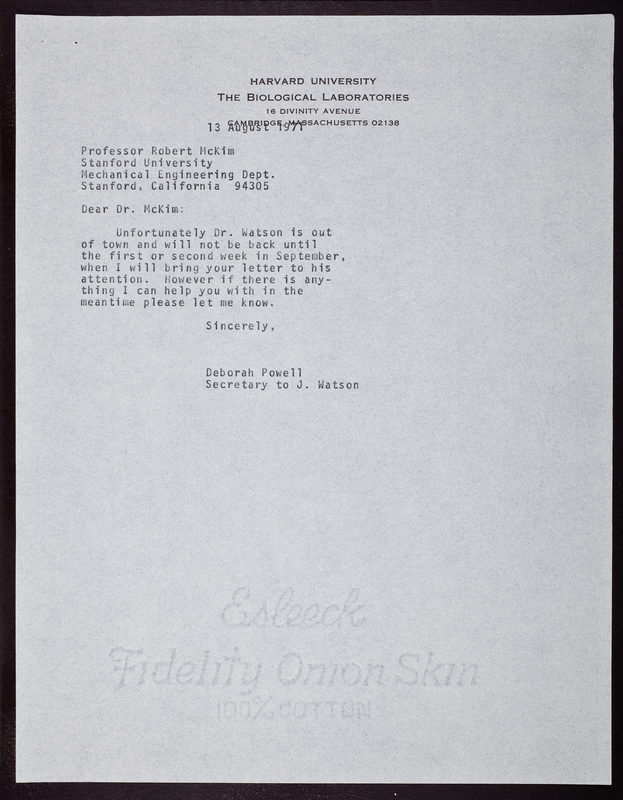 HARVARD UNIVERSITY
THE BIOLOGICAL LABORATORIES
16 DIVINITY AVENUE
CAMBRIDGE, MASSACHUSETTS 02138
13 August 1971
Professor Robert McKim
Stanford University
Mechanical Engineering Dept.
Stanford, California 94305
Dear Dr. McKim:
Unfortunately Dr. Watson is out
of town and will not be back until
the first or second week in September,
when I will bring your letter to his
attention. However if there is any-
thing I can help you with in the
meantime please let me know.
Sincerely,
Deborah Powell
Secretary to J. Watson
Esleeck
Fidelity Onion Skin
100% COTTON